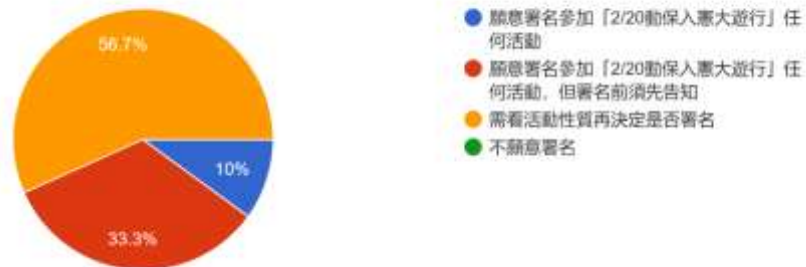 56.7%
10%
33.3%
願意署名參加「2/20動保入憲大遊行」任
何活動
願意署名參加「2/20動保入憲大遊行」任
何活動，但署名前須先告知
需看活動性質再決定是否署名
不願意署名